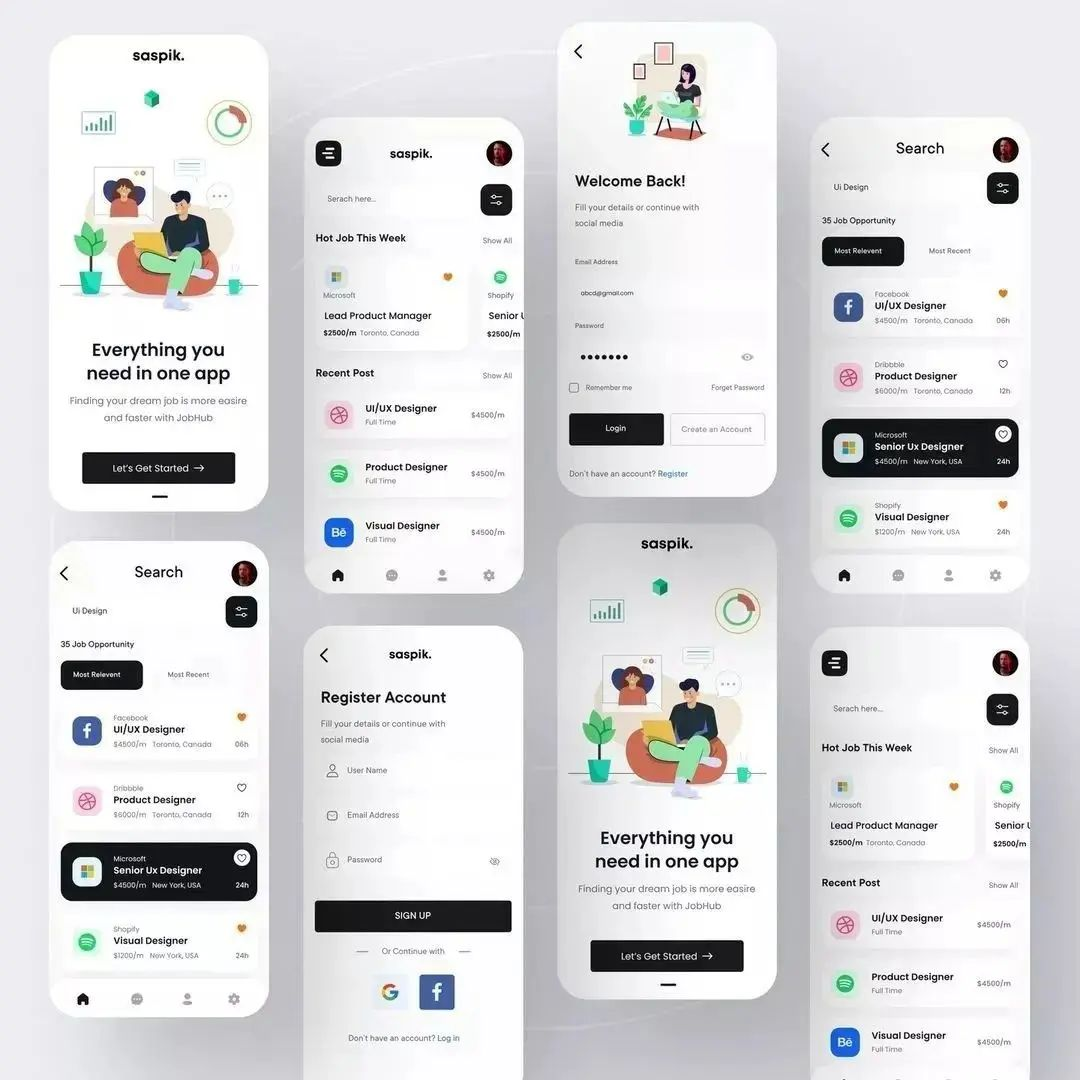 saspik.
Everything you
need in one app
Finding your dream job is more easire
and faster with JobHub
Let's Get Started →
Search
Ui Design
35 Job Opportunity
Most Relevent
Most Recent
Facebook
UI/UX Designer
$4500/m Toronto, Canada
06h
Dribbble
Product Designer
$6000/m Toronto, Canada
12h
Microsoft
Senior Ux Designer
$4500/m New York, USA
24h
Shopify
Visual Designer
$1200/m New York, USA
24h
saspik.
Serach here...
Hot Job This Week
Show All
Microsoft
Lead Product Manager
$2500/m Toronto, Canada
Shopify
Senior U
$2500/m
Recent Post
Show All
UI/UX Designer
Full Time
$4500/m
Product Designer
Full Time
$4500/m
Bē
Visual Designer
Full Time
$4500/m
saspik.
Register Account
Fill your details or continue with
social media
User Name
Email Address
Password
SIGN UP
Or Continue with
Don't have an account? Log in
Welcome Back!
Fill your details or continue with
social media
Email Address
abcd@gmail.com
Password
Remember me
Forget Password
Login
Create an Account
Don't have an account? Register
saspik.
Everything you
need in one app
Finding your dream job is more easire
and faster with JobHub
Let's Get Started →
Search
Ui Design
35 Job Opportunity
Most Relevent
Most Recent
Facebook
UI/UX Designer
$4500/m Toronto, Canada
06h
Dribbble
Product Designer
$6000/m Toronto, Canada
12h
Microsoft
Senior Ux Designer
$4500/m New York, USA
24h
Shopify
Visual Designer
$1200/m New York, USA
24h
Serach here...
Hot Job This Week
Show All
Microsoft
Lead Product Manager
$2500/m Toronto, Canada
Shopify
Senior U
$2500/m
Recent Post
Show All
UI/UX Designer
Full Time
$4500/m
Product Designer
Full Time
$4500/m
Bē
Visual Designer
Full Time
$4500/m